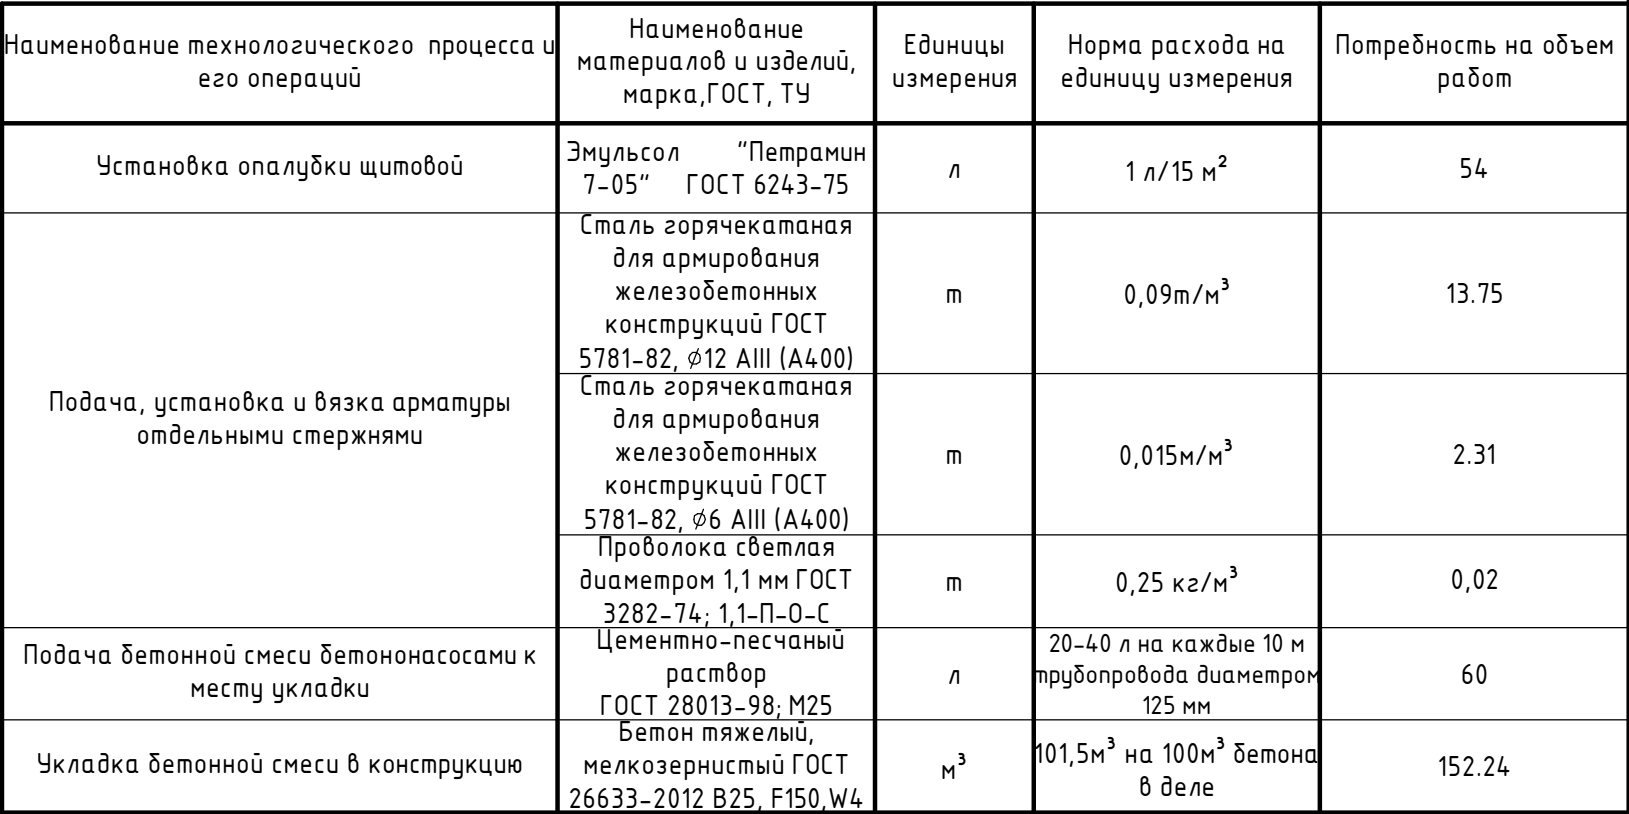 Наименование технологического процесса и
его операций
Наименование
материалов и изделий,
марка,ГОСТ, ТУ
Единицы
измерения
Норма расхода на
единицу измерения
Потребность на объем
работ
Установка опалубки щитовой
Эмульсол "Петрамин
7-05" ГОСТ 6243-75
л
1 л/15 м²
54
Подача, установка и вязка арматуры
отдельными стержнями
Сталь горячекатаная
для армирования
железобетонных
конструкций ГОСТ
5781-82, ⌀12 АIII (А400)
т
0,09т/м³
13.75
Сталь горячекатаная
для армирования
железобетонных
конструкций ГОСТ
5781-82, ⌀6 АIII (А400)
т
0,015м/м³
2.31
Проволока светлая
диаметром 1,1 мм ГОСТ
3282-74; 1,1-П-О-С
т
0,25 кг/м³
0,02
Подача бетонной смеси бетононасосами к
месту укладки
Цементно-песчаный
раствор
ГОСТ 28013-98; М25
л
20-40 л на каждые 10 м
трубопровода диаметром
125 мм
60
Укладка бетонной смеси в конструкцию
Бетон тяжелый,
мелкозернистый ГОСТ
26633-2012 В25, F150,W4
м³
101,5м³ на 100м³ бетона
в деле
152.24